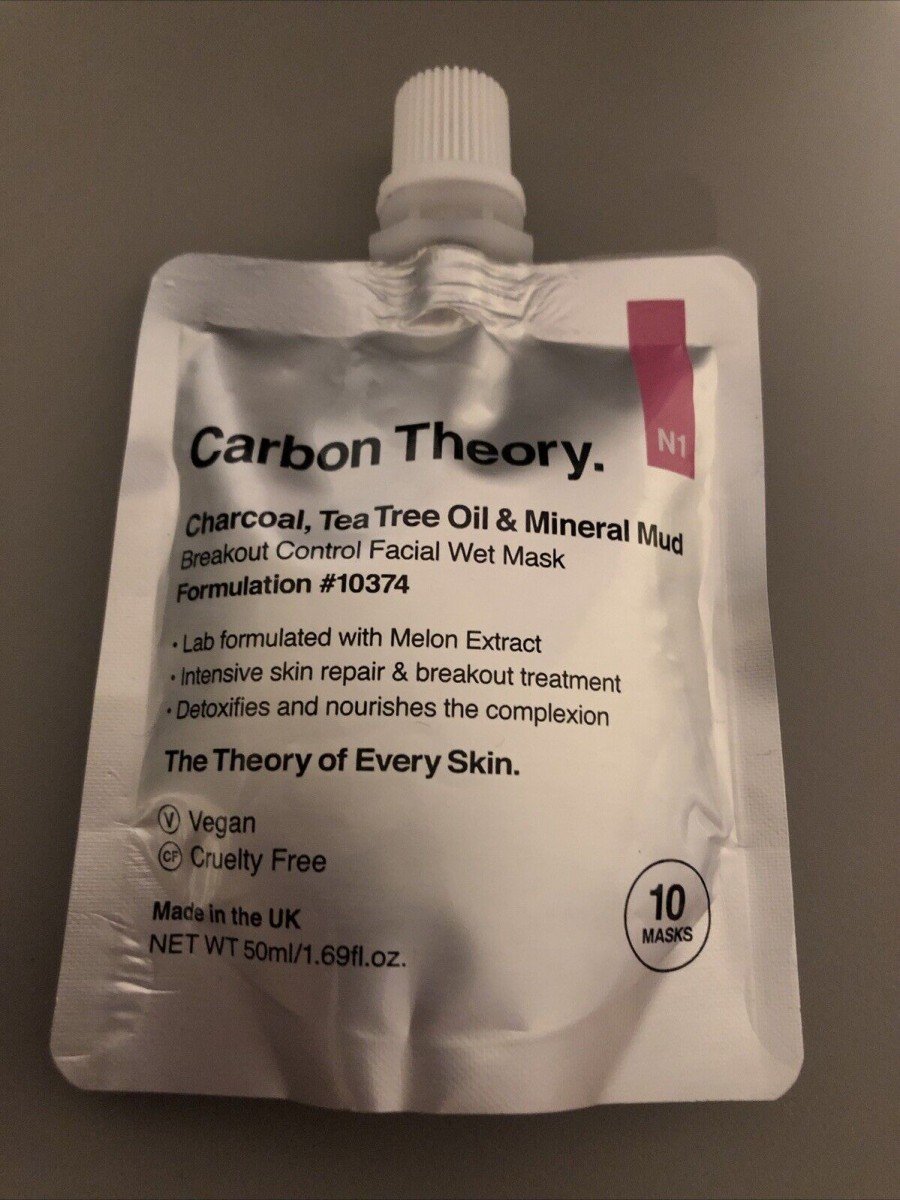 N1
Carbon Theory.
Charcoal, Tea Tree Oil & Mineral Mud
Breakout Control Facial Wet Mask
Formulation #10374
· Lab formulated with Melon Extract
· Intensive skin repair & breakout treatment
· Detoxifies and nourishes the complexion
The Theory of Every Skin.
V Vegan
CF Cruelty Free
Made in the UK
NET WT 50ml/1.69fl.oz.
10
MASKS